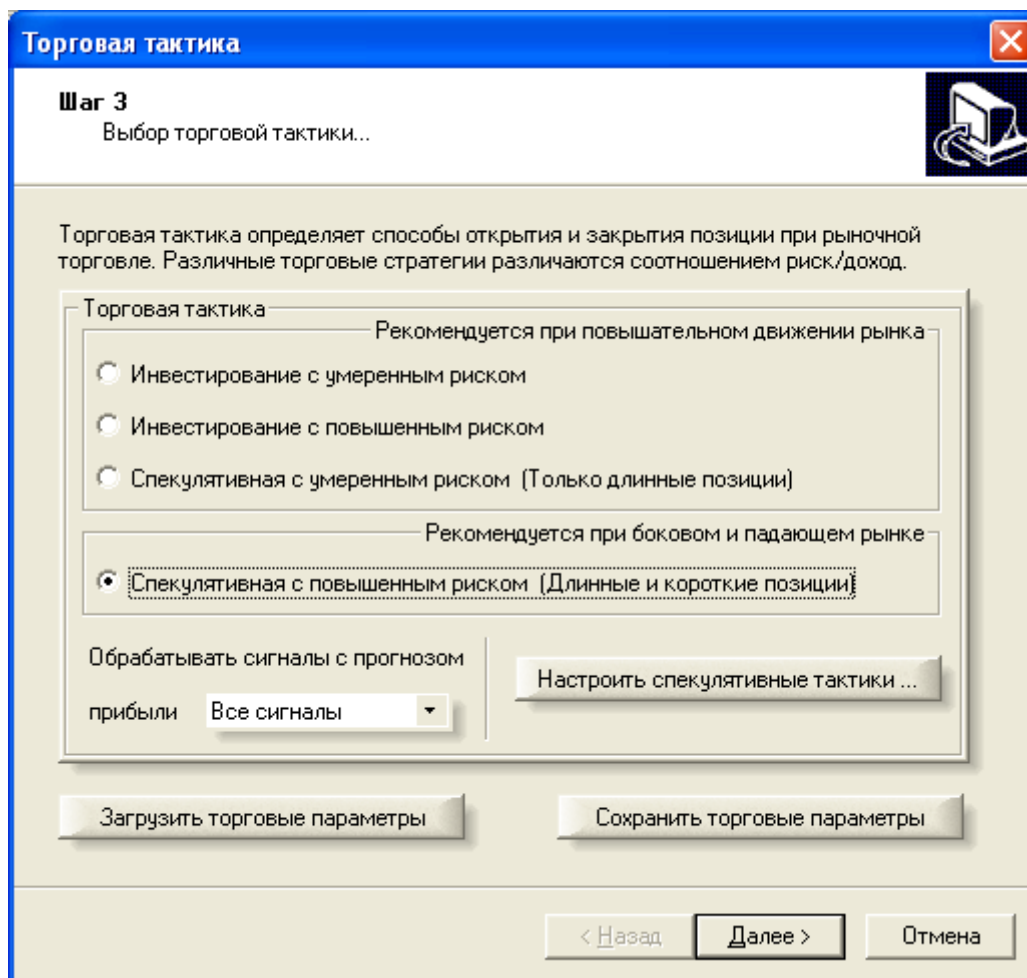 Торговая тактика
Шаг 3
Выбор торговой тактики...
Торговая тактика определяет способы открытия и закрытия позиции при рыночной
торговле. Различные торговые стратегии различаются соотношением риск/доход.
Торговая тактика
Рекомендуется при повышательном движении рынка
Инвестирование с умеренным риском
Инвестирование с повышенным риском
Спекулятивная с умеренным риском (Только длинные позиции)
Рекомендуется при боковом и падающем рынке
Спекулятивная с повышенным риском (Длинные и короткие позиции)
Обрабатывать сигналы с прогнозом
прибыли Все сигналы
Настроить спекулятивные тактики ...
Загрузить торговые параметры
Сохранить торговые параметры
< Назад
Далее >
Отмена